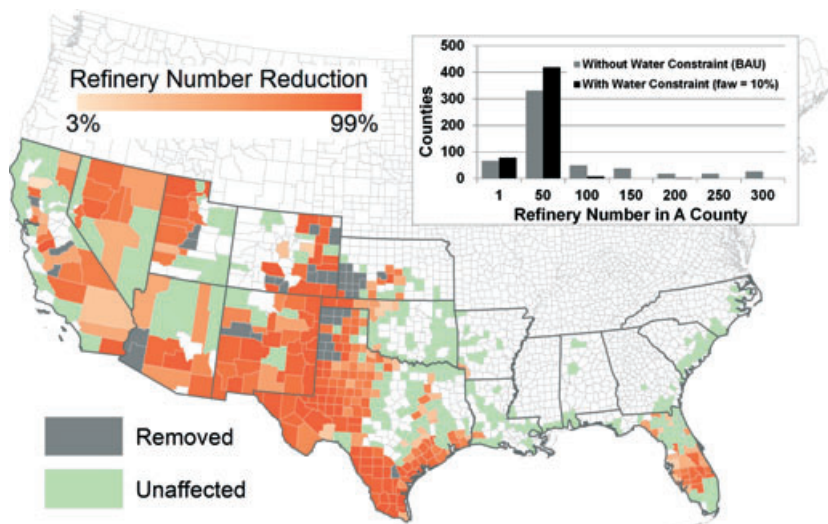 Refinery Number Reduction
3% 99%
500
400
300
200
100
0
Counties
Without Water Constraint (BAU)
With Water Constraint (faw = 10%)
1 50 100 150 200 250 300
Refinery Number in A County
Removed
Unaffected